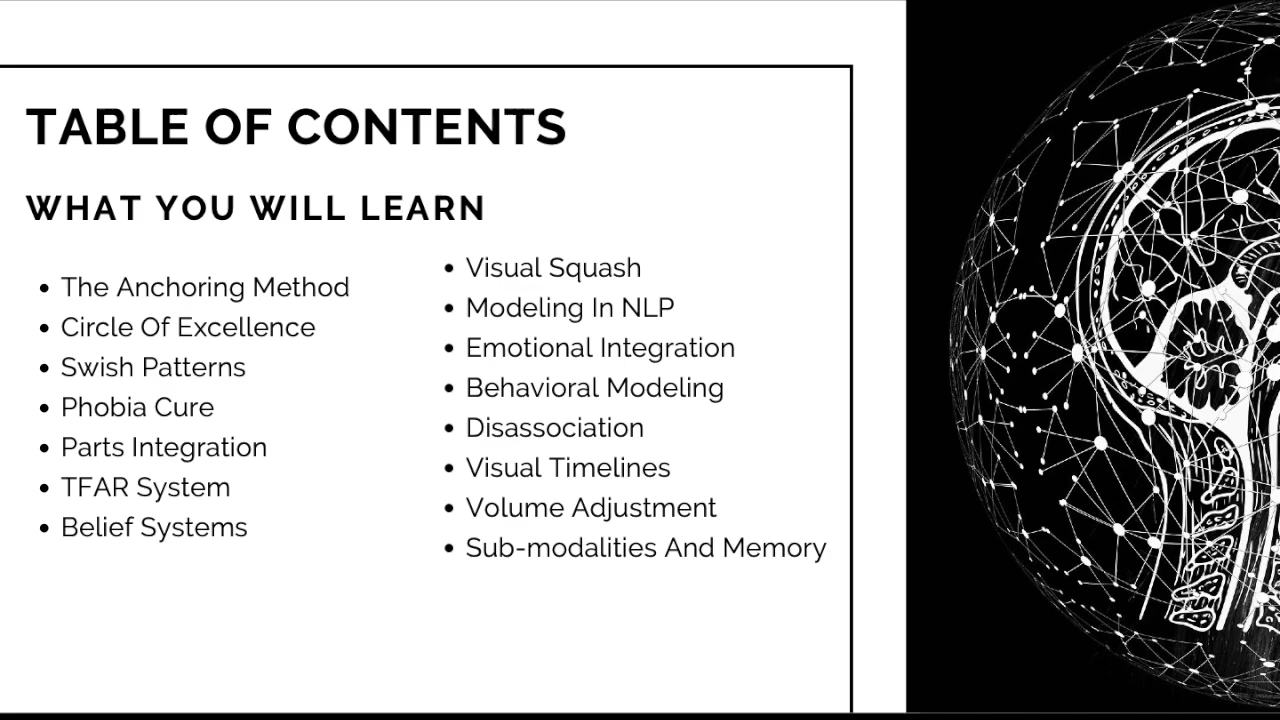 TABLE OF CONTENTS
WHAT YOU WILL LEARN
The Anchoring Method
Circle Of Excellence
Swish Patterns
Phobia Cure
Parts Integration
TFAR System
Belief Systems
Visual Squash
Modeling In NLP
Emotional Integration
Behavioral Modeling
Disassociation
Visual Timelines
Volume Adjustment
Sub-modalities And Memory